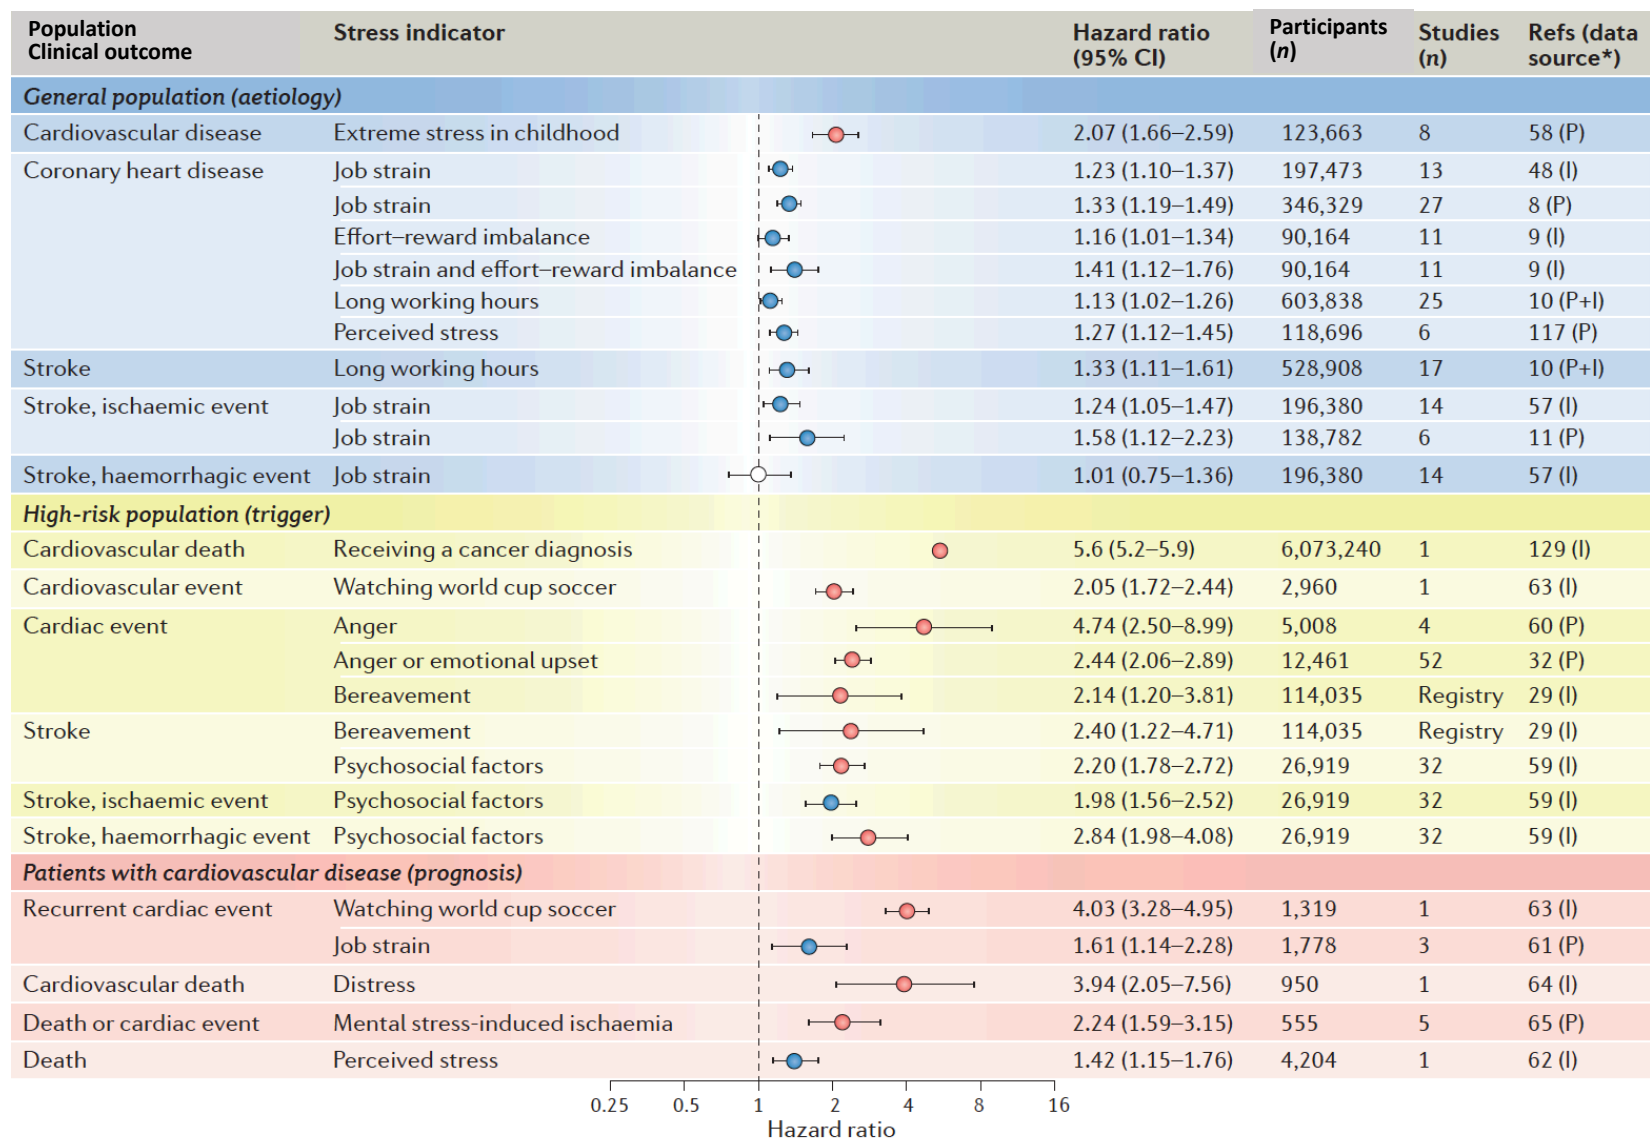 Population Clinical outcome Stress indicator Hazard ratio (95% CI) Participants (n) Studies (n) Refs (data source*)
General population (aetiology)
Cardiovascular disease Extreme stress in childhood 2.07 (1.66–2.59) 123,663 8 58 (P)
Coronary heart disease Job strain 1.23 (1.10–1.37) 197,473 13 48 (I)
Job strain 1.33 (1.19–1.49) 346,329 27 8 (P)
Effort–reward imbalance 1.16 (1.01–1.34) 90,164 11 9 (I)
Job strain and effort–reward imbalance 1.41 (1.12–1.76) 90,164 11 9 (I)
Long working hours 1.13 (1.02–1.26) 603,838 25 10 (P+I)
Perceived stress 1.27 (1.12–1.45) 118,696 6 117 (P)
Stroke Long working hours 1.33 (1.11–1.61) 528,908 17 10 (P+I)
Stroke, ischaemic event Job strain 1.24 (1.05–1.47) 196,380 14 57 (I)
Job strain 1.58 (1.12–2.23) 138,782 6 11 (P)
Stroke, haemorrhagic event Job strain 1.01 (0.75–1.36) 196,380 14 57 (I)
High-risk population (trigger)
Cardiovascular death Receiving a cancer diagnosis 5.6 (5.2–5.9) 6,073,240 1 129 (I)
Cardiovascular event Watching world cup soccer 2.05 (1.72–2.44) 2,960 1 63 (I)
Cardiac event Anger 4.74 (2.50–8.99) 5,008 4 60 (P)
Anger or emotional upset 2.44 (2.06–2.89) 12,461 52 32 (P)
Bereavement 2.14 (1.20–3.81) 114,035 Registry 29 (I)
Stroke Bereavement 2.40 (1.22–4.71) 114,035 Registry 29 (I)
Psychosocial factors 2.20 (1.78–2.72) 26,919 32 59 (I)
Stroke, ischaemic event Psychosocial factors 1.98 (1.56–2.52) 26,919 32 59 (I)
Stroke, haemorrhagic event Psychosocial factors 2.84 (1.98–4.08) 26,919 32 59 (I)
Patients with cardiovascular disease (prognosis)
Recurrent cardiac event Watching world cup soccer 4.03 (3.28–4.95) 1,319 1 63 (I)
Job strain 1.61 (1.14–2.28) 1,778 3 61 (P)
Cardiovascular death Distress 3.94 (2.05–7.56) 950 1 64 (I)
Death or cardiac event Mental stress-induced ischaemia 2.24 (1.59–3.15) 555 5 65 (P)
Death Perceived stress 1.42 (1.15–1.76) 4,204 1 62 (I)
0.25 0.5 1 2 4 8 16
Hazard ratio